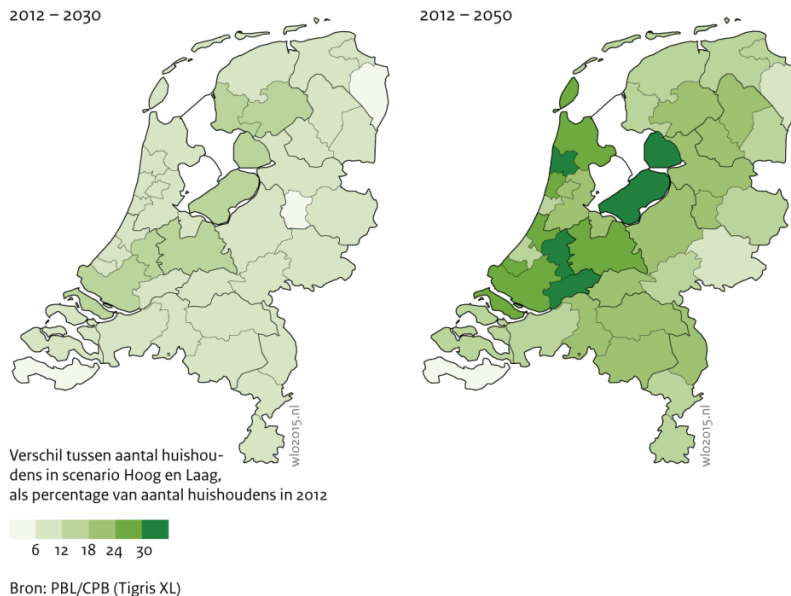 2012 – 2030
2012 – 2050
wlo2015.nl
wlo2015.nl
Verschil tussen aantal huishou-
dens in scenario Hoog en Laag,
als percentage van aantal huishoudens in 2012
6 12 18 24 30
Bron: PBL/CPB (Tigris XL)